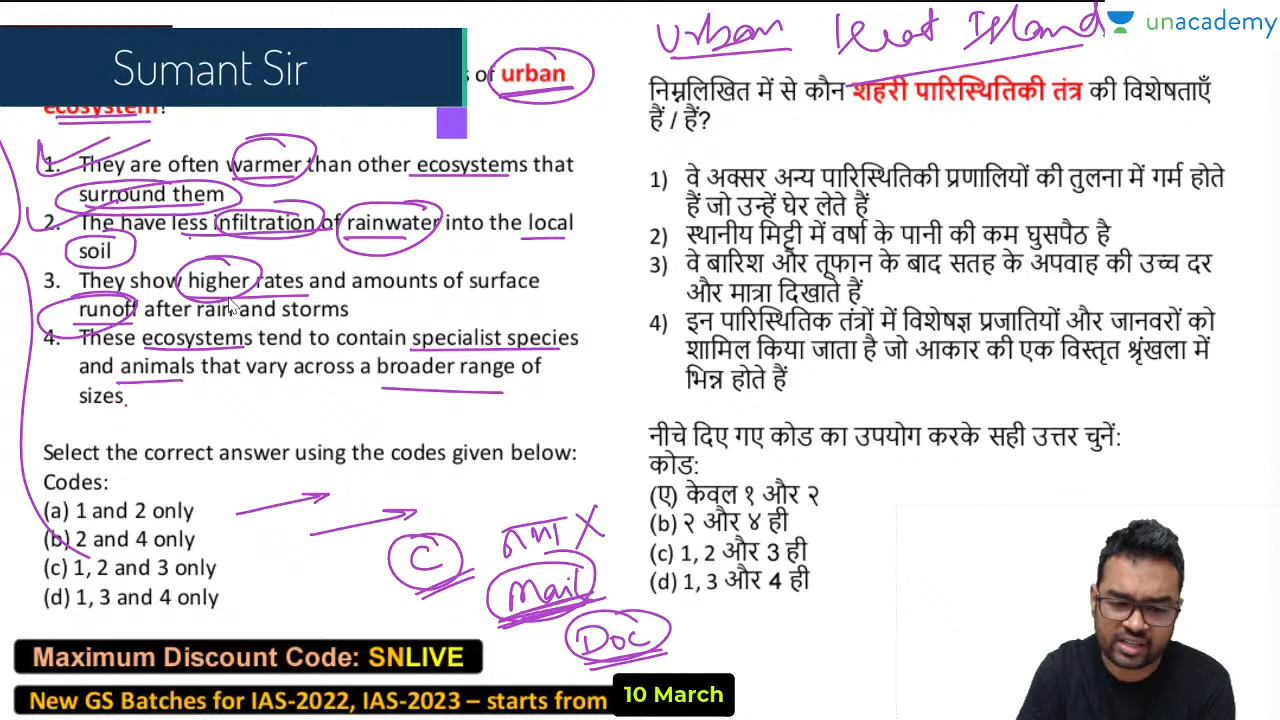 Urban Heat Island
unacademy
Sumant Sir
s of urban
ecosystem?
1. They are often warmer than other ecosystems that
surround them
2. The have less infiltration of rainwater into the local
soil
3. They show higher rates and amounts of surface
runoff after rain and storms
4. These ecosystems tend to contain specialist species
and animals that vary across a broader range of
sizes.
Select the correct answer using the codes given below:
Codes:
(a) 1 and 2 only
(b) 2 and 4 only
(c) 1, 2 and 3 only
(d) 1, 3 and 4 only
C
X
Mail
Doc
निम्नलिखित में से कौन शहरी पारिस्थितिकी तंत्र की विशेषताएँ
हैं / हैं?
1) वे अक्सर अन्य पारिस्थितिकी प्रणालियों की तुलना में गर्म होते
हैं जो उन्हें घेर लेते हैं
2) स्थानीय मिट्टी में वर्षा के पानी की कम घुसपैठ है
3) वे बारिश और तूफान के बाद सतह के अपवाह की उच्च दर
और मात्रा दिखाते हैं
4) इन पारिस्थितिक तंत्रों में विशेषज्ञ प्रजातियों और जानवरों को
शामिल किया जाता है जो आकार की एक विस्तृत श्रृंखला में
भिन्न होते हैं
नीचे दिए गए कोड का उपयोग करके सही उत्तर चुनें:
कोड:
(ए) केवल १ और २
(b) २ और ४ ही
(c) 1, 2 और 3 ही
(d) 1, 3 और 4 ही
Maximum Discount Code: SNLIVE
New GS Batches for IAS-2022, IAS-2023 – starts from 10 March